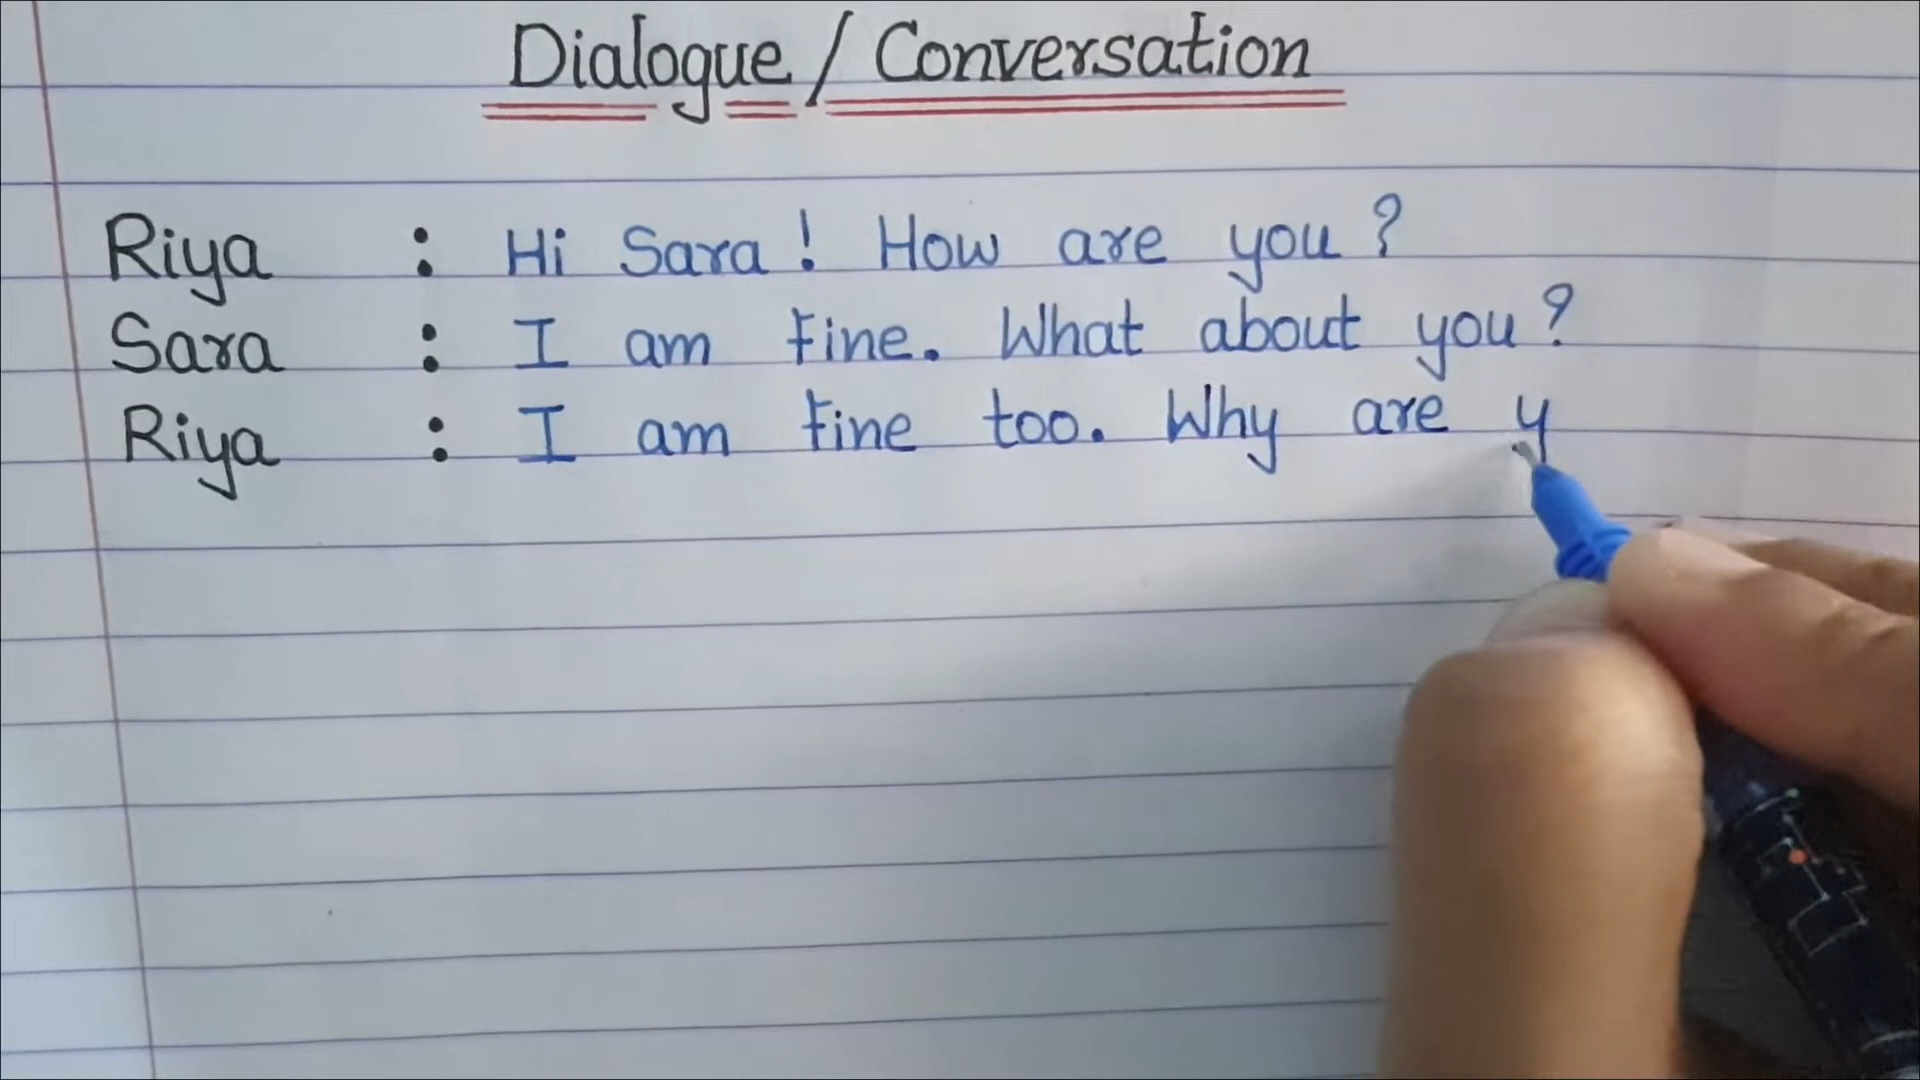 Dialogue / Conversation
Riya : Hi Sara! How are you?
Sara : I am fine. What about you?
Riya : I am fine too. Why are y